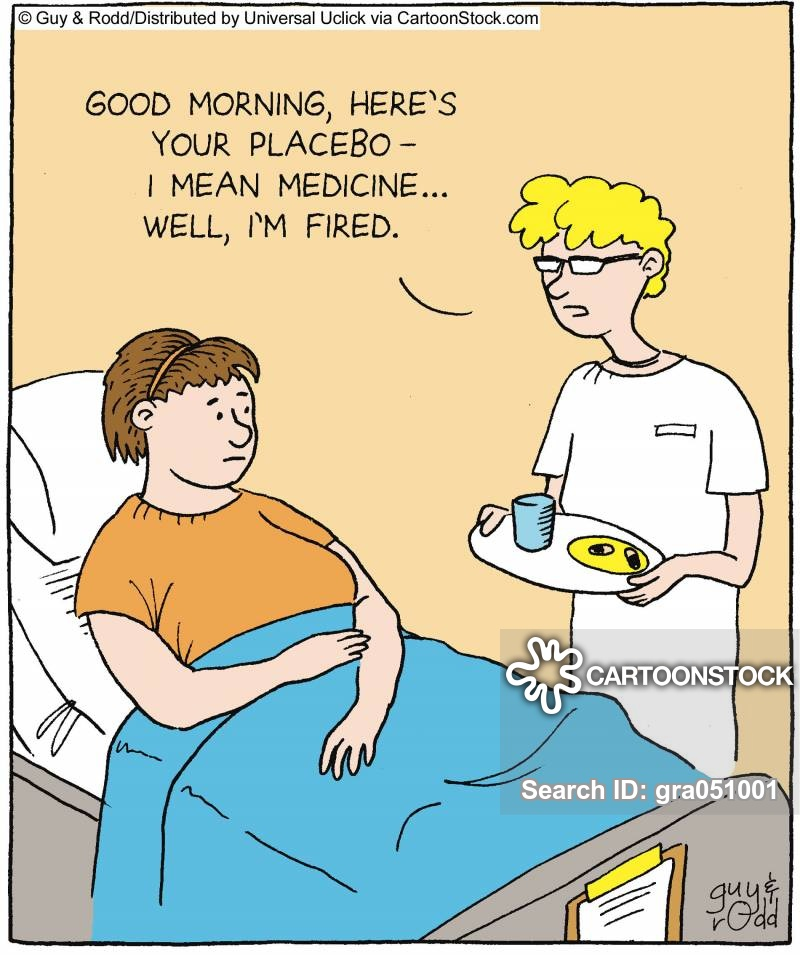 © Guy & Rodd/Distributed by Universal Uclick via CartoonStock.com
GOOD MORNING, HERE'S
YOUR PLACEBO –
I MEAN MEDICINE...
WELL, I'M FIRED.
CARTOONSTOCK
Search ID: gra051001
guy &
rOdd